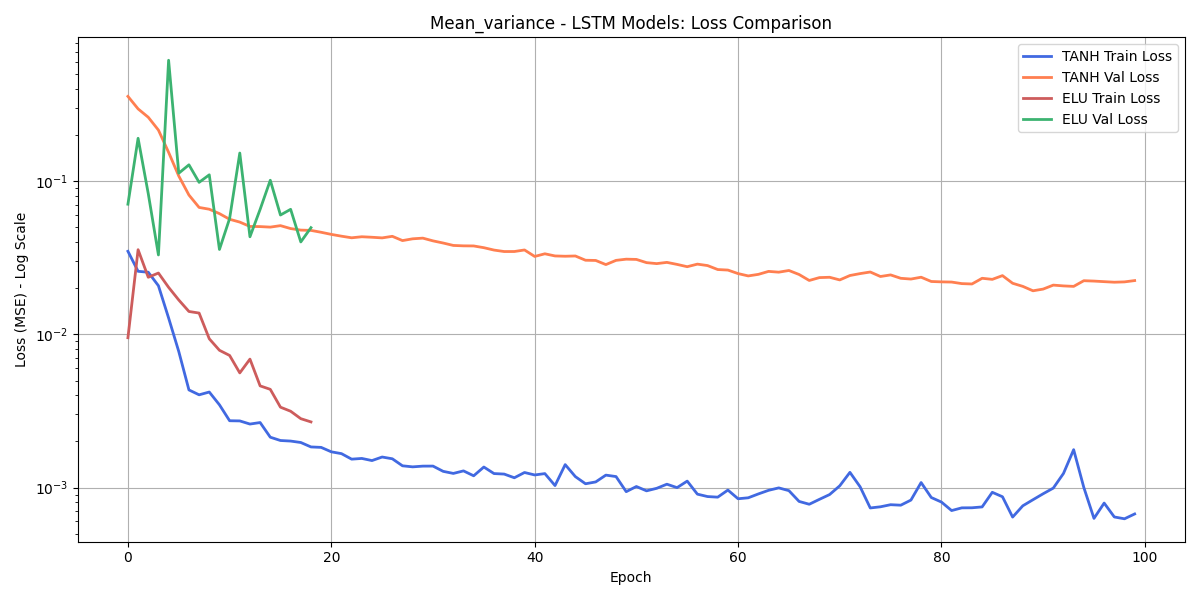 Mean_variance - LSTM Models: Loss Comparison
TANH Train Loss
TANH Val Loss
ELU Train Loss
ELU Val Loss
Loss (MSE) - Log Scale
10⁻¹
10⁻²
10⁻³
0 20 40 60 80 100
Epoch